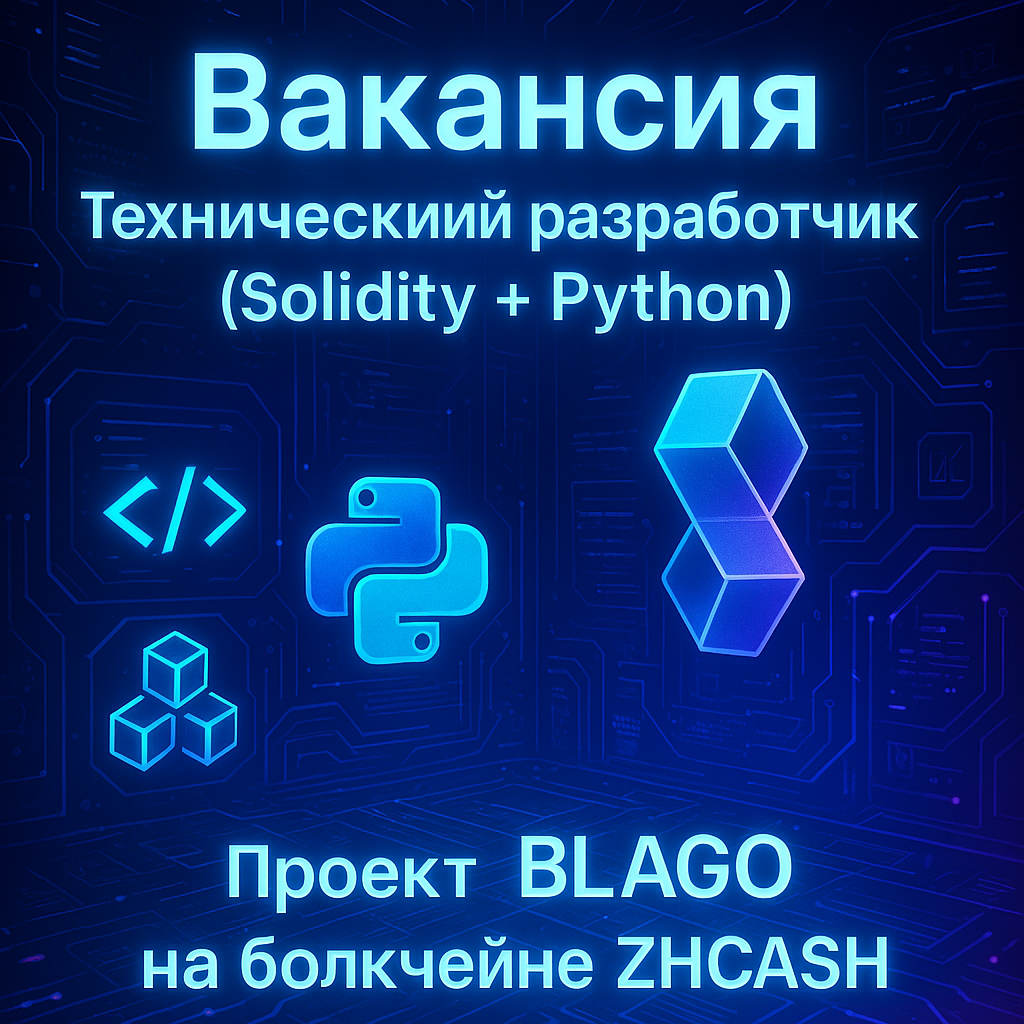 Вакансия
Техническиий разработчик
(Solidity + Python)
</>
Проект BLAGO
на болкчейне ZHCASH